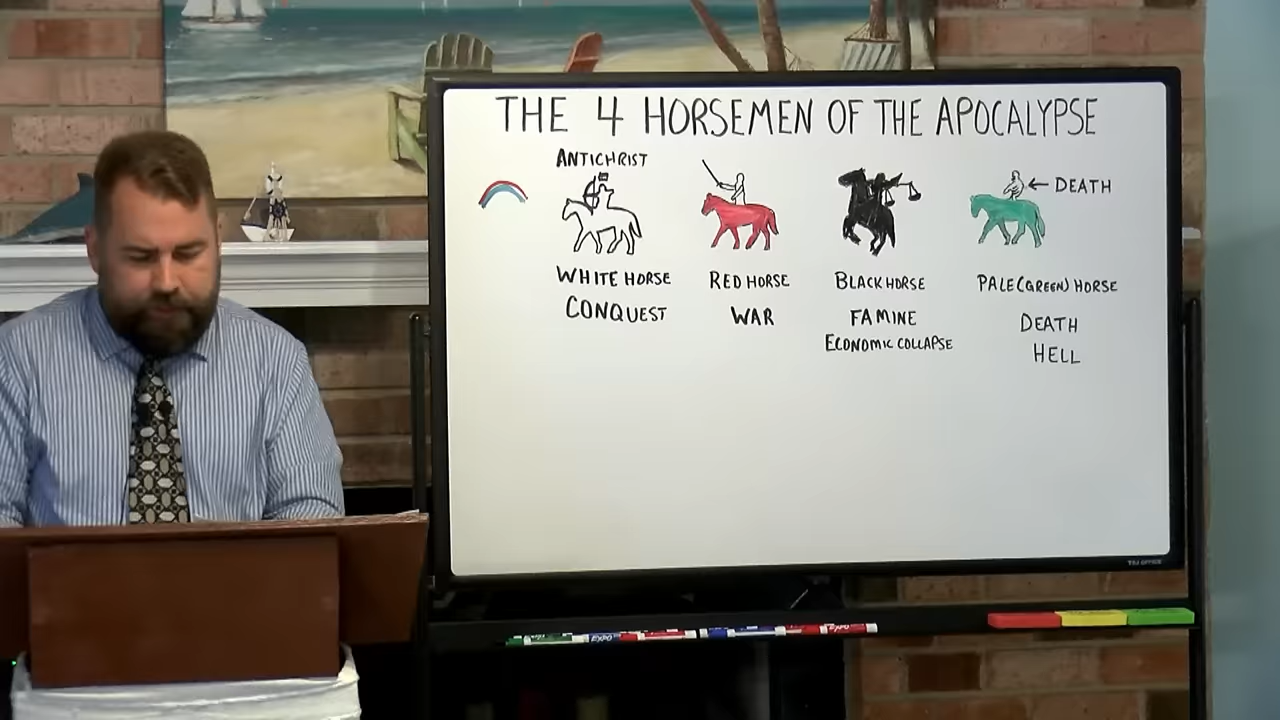 THE 4 HORSEMEN OF THE APOCALYPSE
ANTICHRIST
← DEATH
WHITE HORSE
RED HORSE
BLACK HORSE
PALE(GREEN) HORSE
CONQUEST
WAR
FAMINE
DEATH
ECONOMIC COLLAPSE
HELL
EXPO